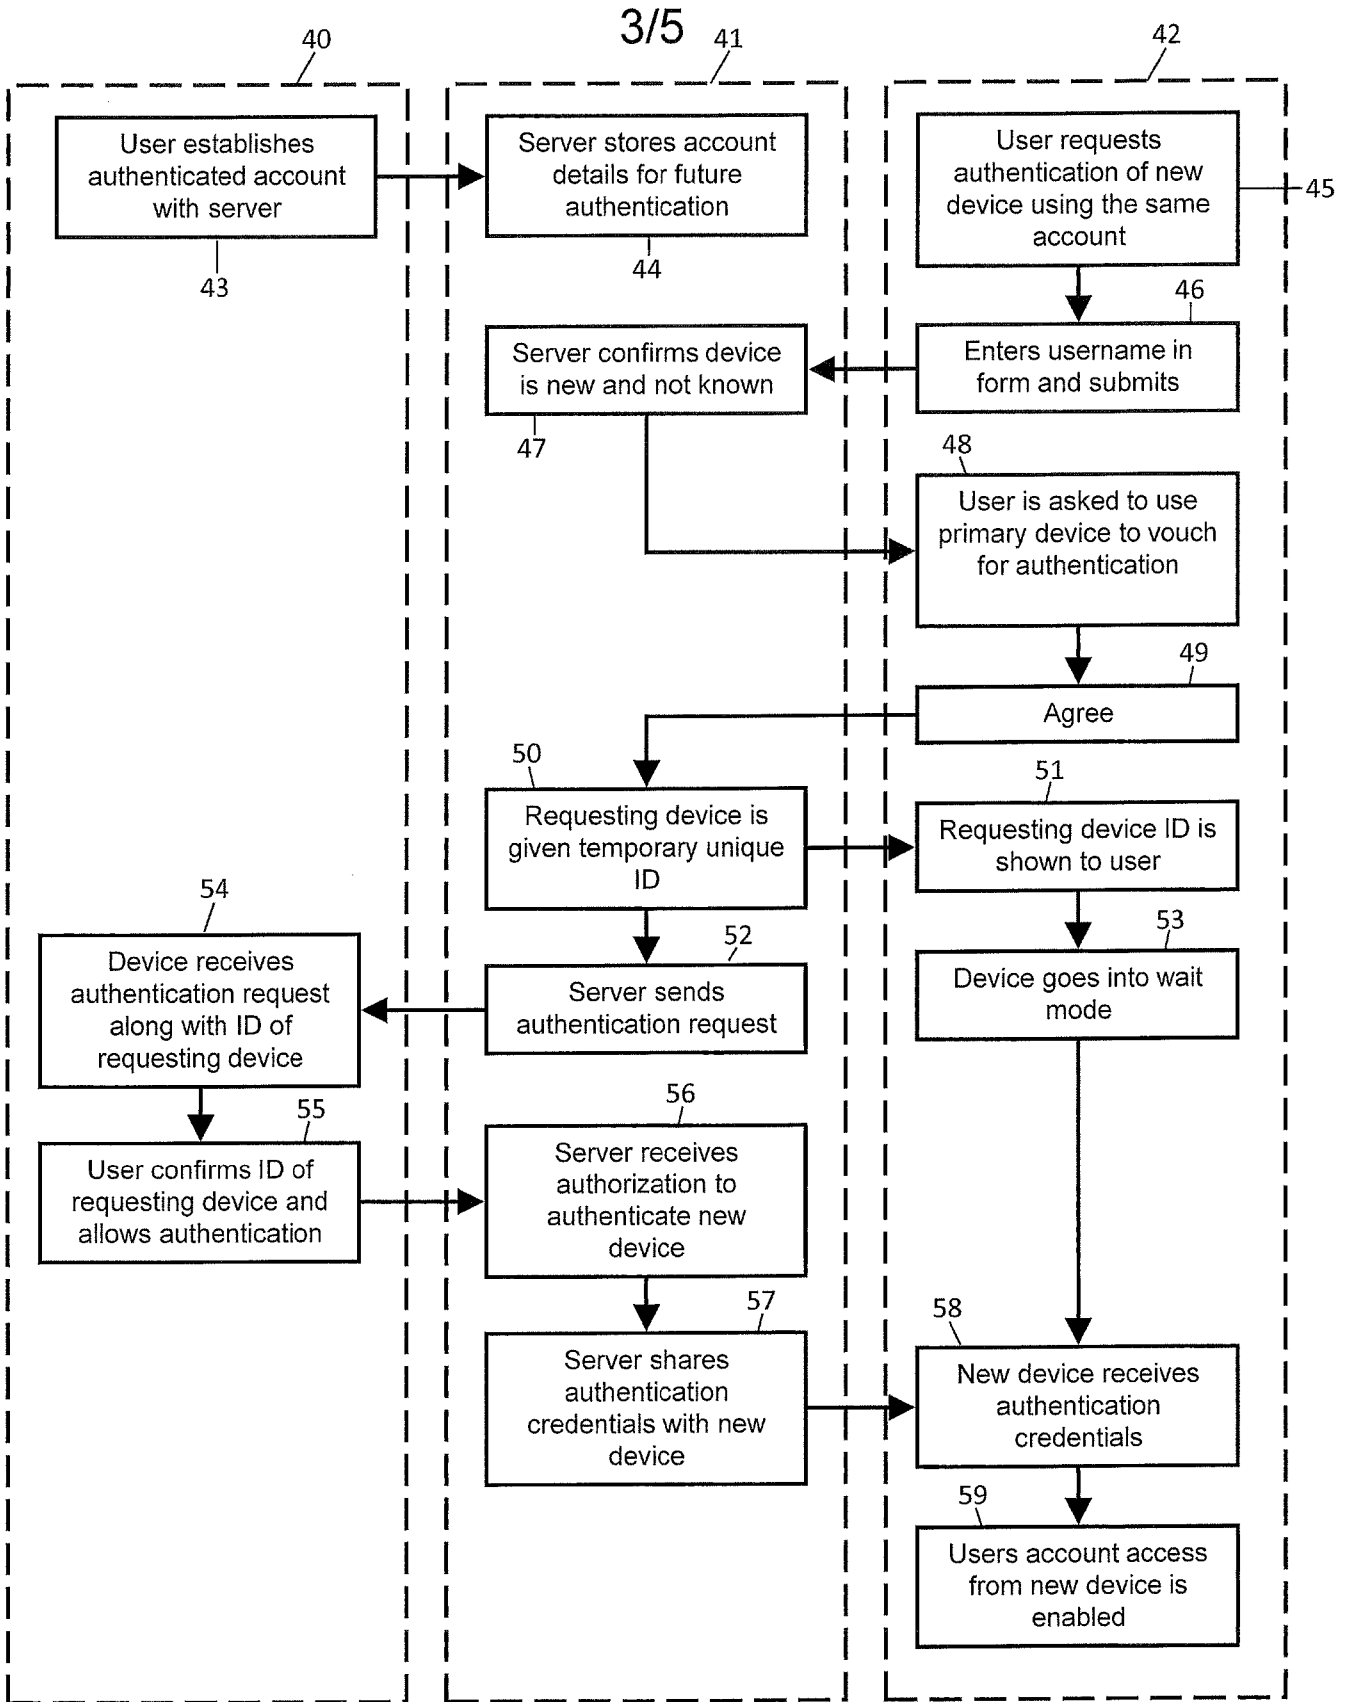 3/5
40
41
42
User establishes
authenticated account
with server
43
Server stores account
details for future
authentication
44
User requests
authentication of new
device using the same
account
45
46
Enters username in
form and submits
Server confirms device
is new and not known
47
48
User is asked to use
primary device to vouch
for authentication
49
Agree
50
Requesting device is
given temporary unique
ID
51
Requesting device ID is
shown to user
52
Server sends
authentication request
53
Device goes into wait
mode
54
Device receives
authentication request
along with ID of
requesting device
55
User confirms ID of
requesting device and
allows authentication
56
Server receives
authorization to
authenticate new
device
57
Server shares
authentication
credentials with new
device
58
New device receives
authentication
credentials
59
Users account access
from new device is
enabled